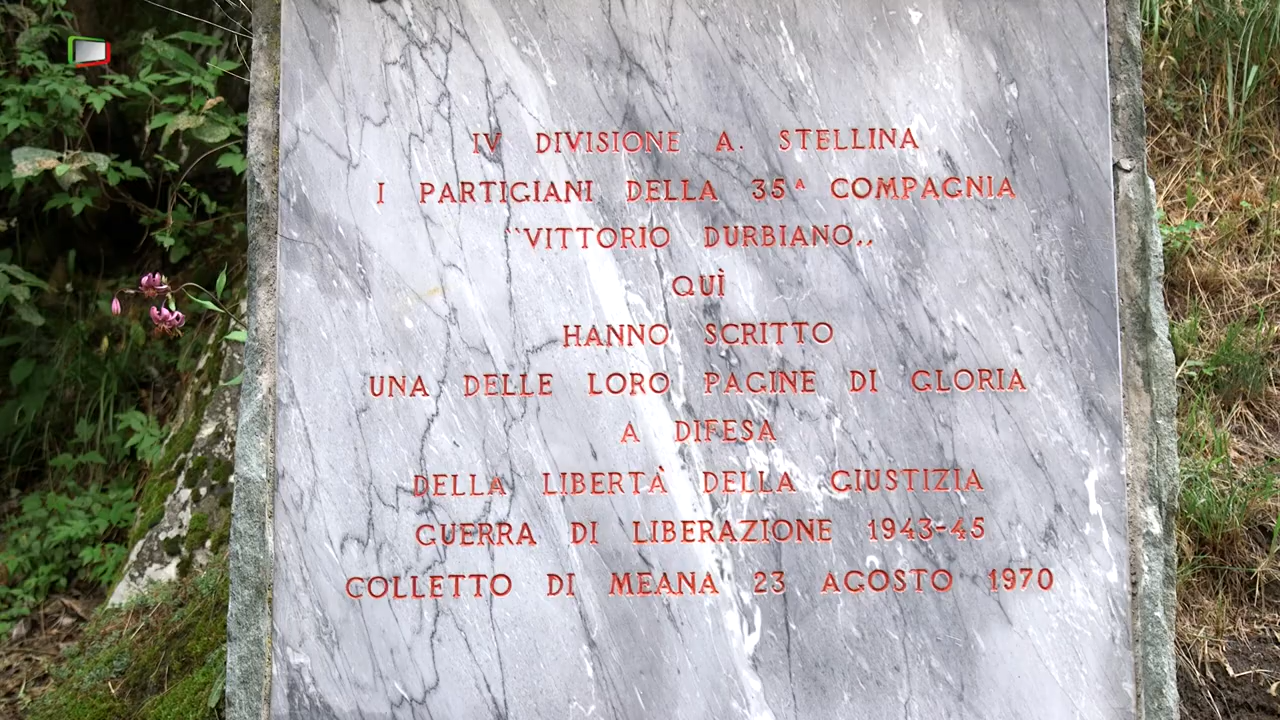 IV DIVISIONE A. STELLINA
I PARTIGIANI DELLA 35ᴬ COMPAGNIA
``VITTORIO DURBIANO,,
QUÌ
HANNO SCRITTO
UNA DELLE LORO PAGINE DI GLORIA
A DIFESA
DELLA LIBERTÀ DELLA GIUSTIZIA
GUERRA DI LIBERAZIONE 1943-45
COLLETTO DI MEANA 23 AGOSTO 1970